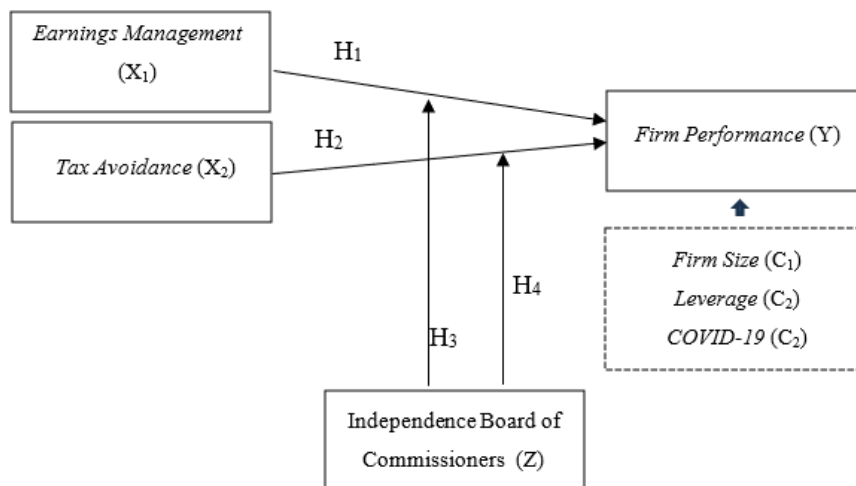 Earnings Management
(X₁)
H₁
Firm Performance (Y)
H₂
Tax Avoidance (X₂)
Firm Size (C₁)
Leverage (C₂)
COVID-19 (C₂)
H₄
H₃
Independence Board of
Commissioners (Z)